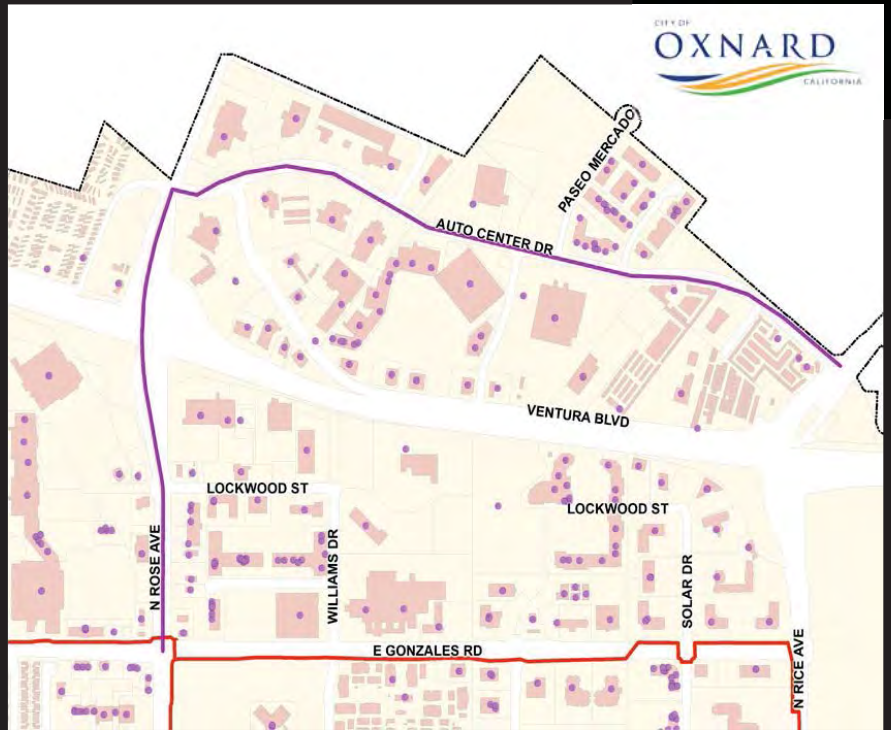 CITY OF
OXNARD
CALIFORNIA
PASEO MERCADO
AUTO CENTER DR
VENTURA BLVD
LOCKWOOD ST
LOCKWOOD ST
N ROSE AVE
WILLIAMS DR
SOLAR DR
E GONZALES RD
N RICE AVE